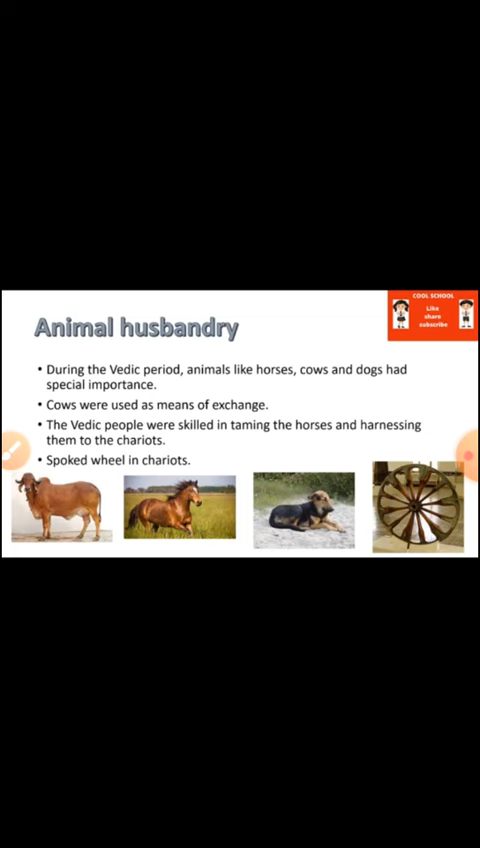 COOL SCHOOL
Like
share
subscribe
Animal husbandry
• During the Vedic period, animals like horses, cows and dogs had
special importance.
• Cows were used as means of exchange.
• The Vedic people were skilled in taming the horses and harnessing
them to the chariots.
• Spoked wheel in chariots.